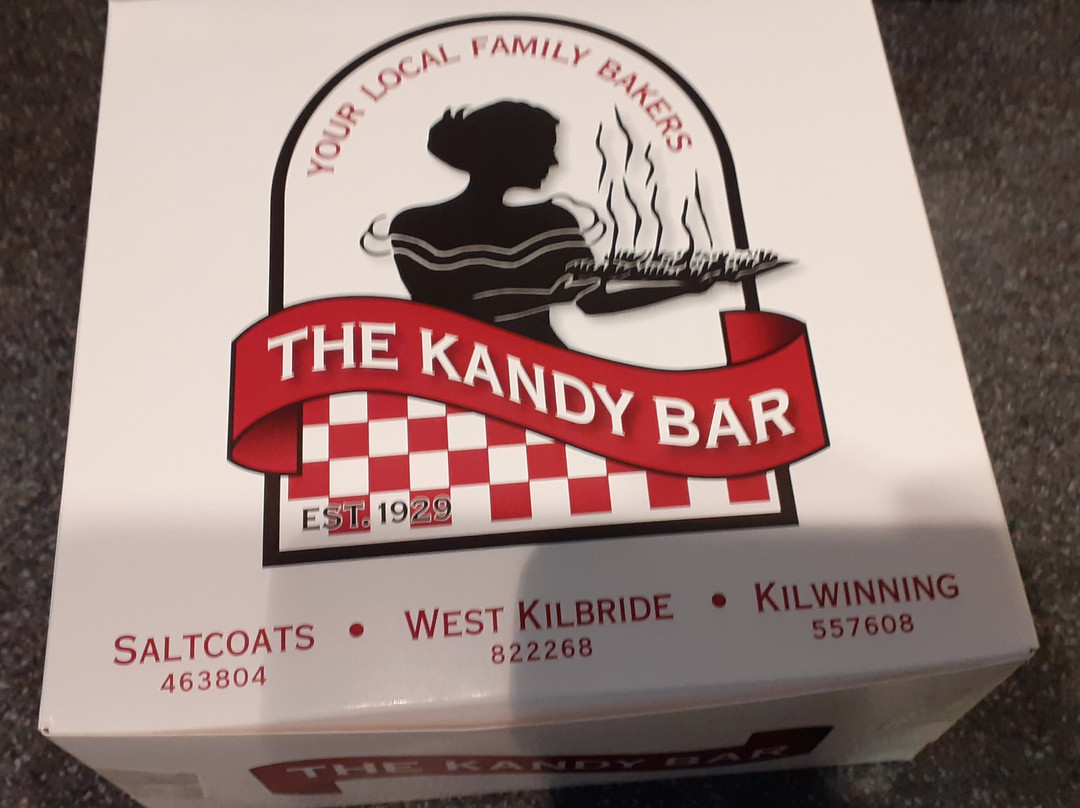 YOUR LOCAL FAMILY BAKERS
THE KANDY BAR
EST. 1929
SALTCOATS • WEST KILBRIDE • KILWINNING
463804 822268 557608
THE KANDY BAR